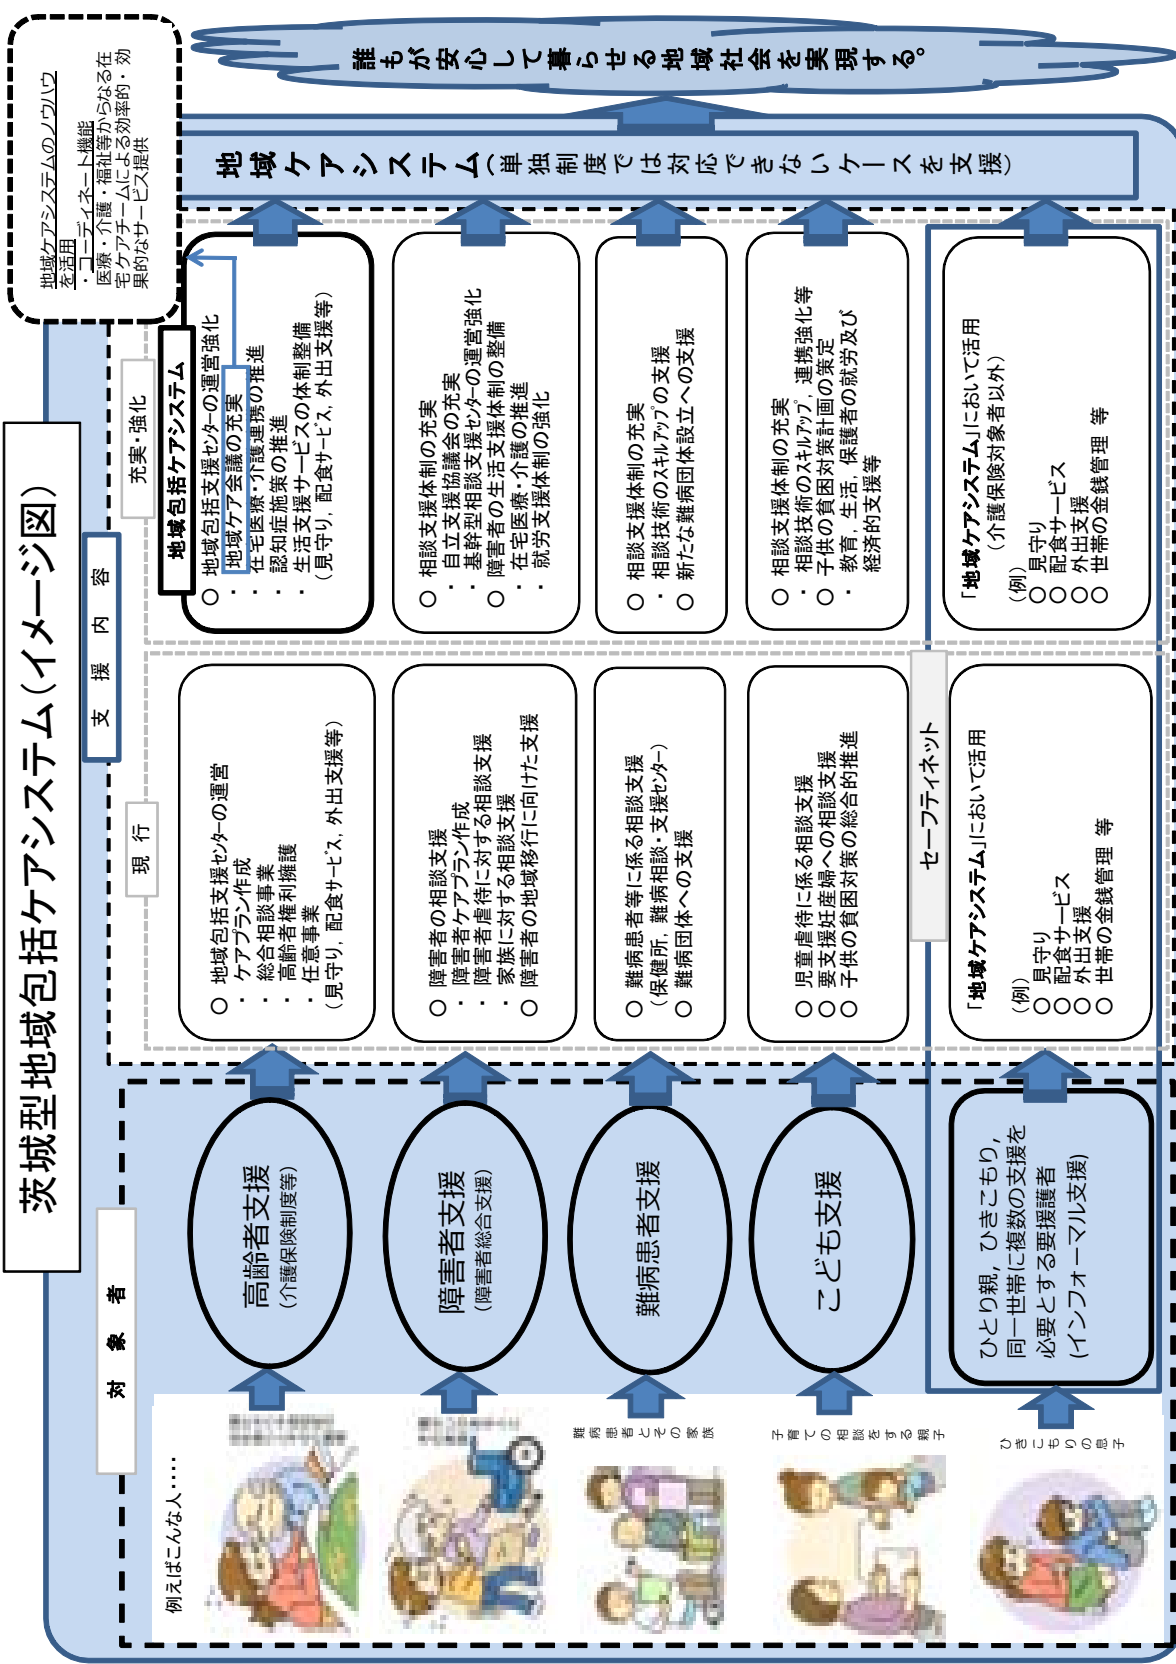 茨城型地域包括ケアシステム(イメージ図)
地域ケアシステムのノウハウ
を活用
・コーディネート機能
医療・介護・福祉等からなる在
宅ケアチームによる効率的・効
果的なサービス提供
対 象 者
支 援 内 容
現 行
充実・強化
例えばこんな人‥‥
高齢者支援
(介護保険制度等)
○ 地域包括支援センターの運営
・ ケアプラン作成
・ 総合相談事業
・ 高齢者権利擁護
・ 任意事業
(見守り, 配食サービス, 外出支援等)
地域包括ケアシステム
○ 地域包括支援センターの運営強化
・ 地域ケア会議の充実
・ 在宅医療・介護連携の推進
・ 認知症施策の推進
・ 生活支援サービスの体制整備
(見守り, 配食サービス, 外出支援等)
障害者支援
(障害者総合支援)
○ 障害者の相談支援
・ 障害者ケアプラン作成
・ 障害者虐待に対する相談支援
・ 家族に対する相談支援
○ 障害者の地域移行に向けた支援
○ 相談支援体制の充実
・ 自立支援協議会の充実
・ 基幹型相談支援センターの運営強化
○ 障害者の生活支援体制の整備
・ 在宅医療・介護の推進
・ 就労支援体制の強化
難病患者とその家族
難病患者支援
○ 難病患者等に係る相談支援
(保健所, 難病相談・支援センター)
○ 難病団体への支援
○ 相談支援体制の充実
・ 相談技術のスキルアップの支援
○ 新たな難病団体設立への支援
子育ての相談をする親子
こども支援
○ 児童虐待に係る相談支援
○ 要支援妊産婦への相談支援
○ 子供の貧困対策の総合的推進
○ 相談支援体制の充実
・ 相談技術のスキルアップ, 連携強化等
○ 子供の貧困対策計画の策定
・ 教育, 生活, 保護者の就労及び
経済的支援等
セーフティネット
ひきこもりの息子
ひとり親, ひきこもり,
同一世帯に複数の支援を
必要とする要援護者
(インフォーマル支援)
「地域ケアシステム」において活用
(例)
○ 見守り
○ 配食サービス
○ 外出支援
○ 世帯の金銭管理 等
「地域ケアシステム」において活用
(介護保険対象者以外)
(例)
○ 見守り
○ 配食サービス
○ 外出支援
○ 世帯の金銭管理 等
地域ケアシステム(単独制度では対応できないケースを支援)
誰もが安心して暮らせる地域社会を実現する。